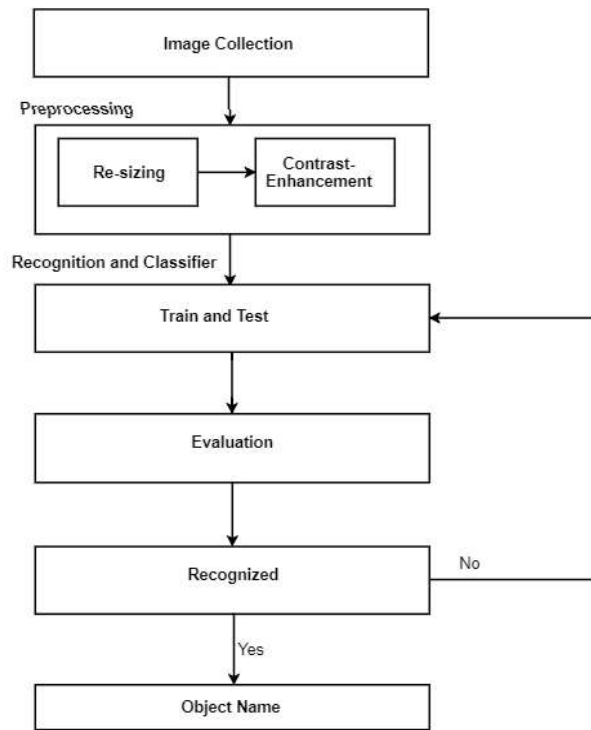 Image Collection
Preprocessing
Re-sizing
Contrast-
Enhancement
Recognition and Classifier
Train and Test
Evaluation
Recognized
No
Yes
Object Name